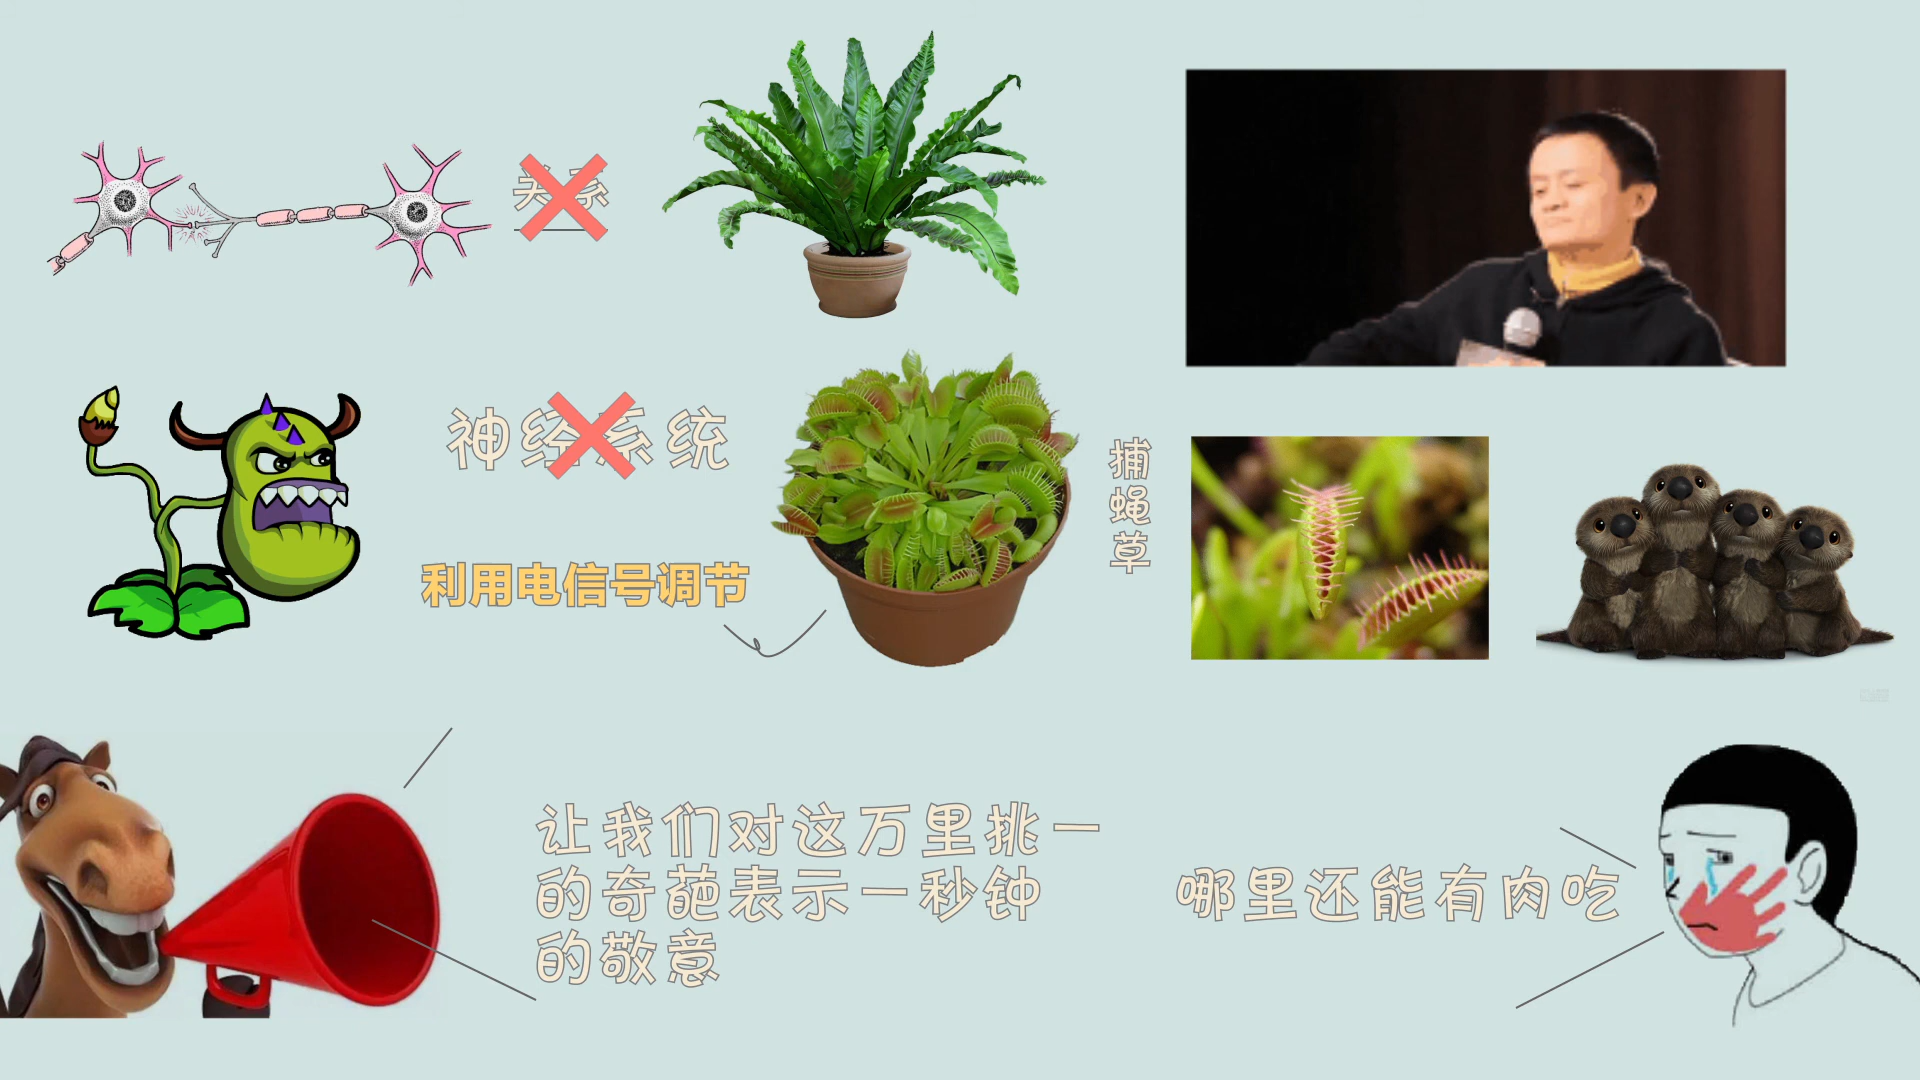 关系
神经系统
利用电信号调节
捕蝇草
让我们对这万里挑一
的奇葩表示一秒钟
的敬意
哪里还能有肉吃